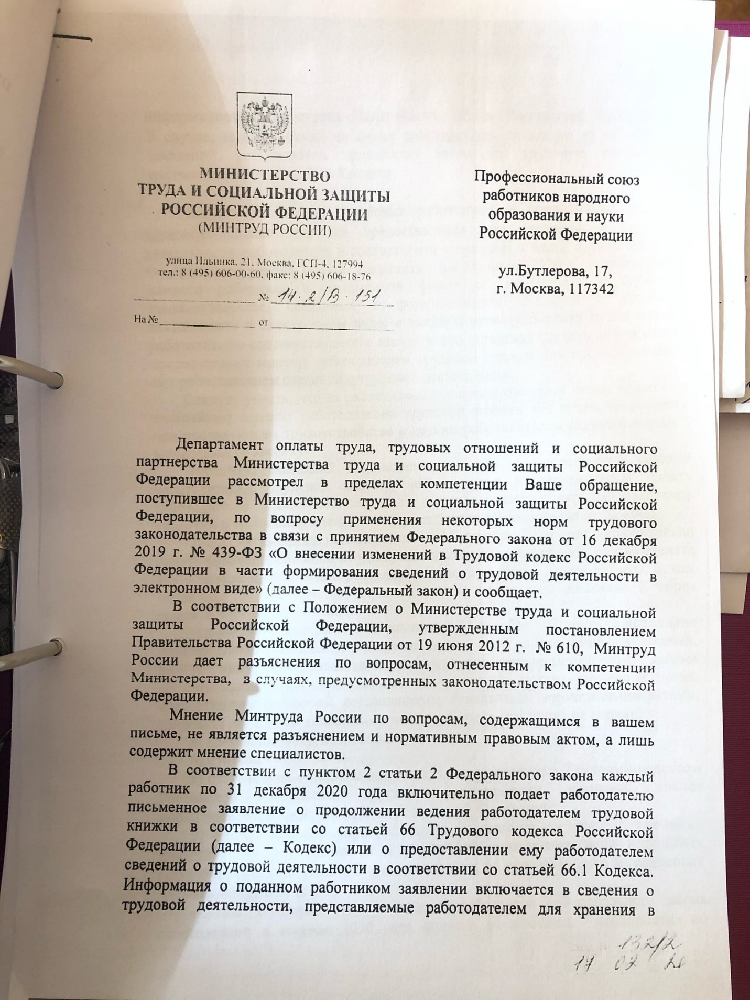 МИНИСТЕРСТВО
ТРУДА И СОЦИАЛЬНОЙ ЗАЩИТЫ
РОССИЙСКОЙ ФЕДЕРАЦИИ
(МИНТРУД РОССИИ)
улица Ильинка, 21, Москва, ГСП-4, 127994
тел.: 8 (495) 606-00-60, факс: 8 (495) 606-18-76
№ 14-2/В-151
На № от
Профессиональный союз
работников народного
образования и науки
Российской Федерации
ул.Бутлерова, 17,
г. Москва, 117342
Департамент оплаты труда, трудовых отношений и социального
партнерства Министерства труда и социальной защиты Российской
Федерации рассмотрел в пределах компетенции Ваше обращение,
поступившее в Министерство труда и социальной защиты Российской
Федерации, по вопросу применения некоторых норм трудового
законодательства в связи с принятием Федерального закона от 16 декабря
2019 г. № 439-ФЗ «О внесении изменений в Трудовой кодекс Российской
Федерации в части формирования сведений о трудовой деятельности в
электронном виде» (далее – Федеральный закон) и сообщает.
В соответствии с Положением о Министерстве труда и социальной
защиты Российской Федерации, утвержденным постановлением
Правительства Российской Федерации от 19 июня 2012 г. № 610, Минтруд
России дает разъяснения по вопросам, отнесенным к компетенции
Министерства, в случаях, предусмотренных законодательством Российской
Федерации.
Мнение Минтруда России по вопросам, содержащимся в вашем
письме, не является разъяснением и нормативным правовым актом, а лишь
содержит мнение специалистов.
В соответствии с пунктом 2 статьи 2 Федерального закона каждый
работник по 31 декабря 2020 года включительно подает работодателю
письменное заявление о продолжении ведения работодателем трудовой
книжки в соответствии со статьей 66 Трудового кодекса Российской
Федерации (далее – Кодекс) или о предоставлении ему работодателем
сведений о трудовой деятельности в соответствии со статьей 66.1 Кодекса.
Информация о поданном работником заявлении включается в сведения о
трудовой деятельности, представляемые работодателем для хранения в
132/2
17 02 20